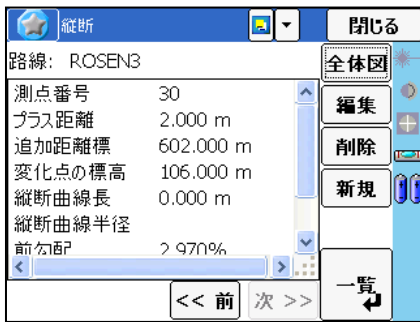 縦断
閉じる
路線: ROSEN3
全体図
測点番号 30
プラス距離 2.000 m
編集
追加距離標 602.000 m
削除
変化点の標高 106.000 m
縦断曲線長 0.000 m
新規
縦断曲線半径
前勾配 2.970%
<< 前
次 >>
一覧